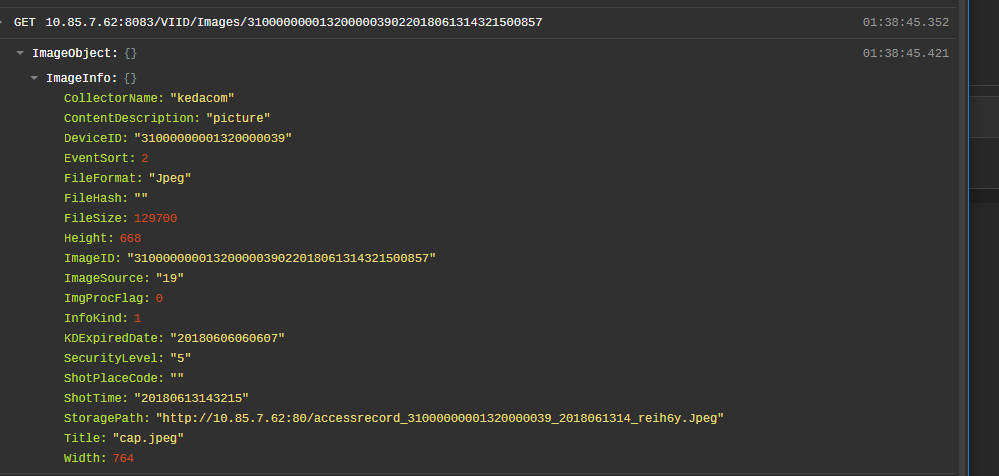 GET 10.85.7.62:8083/VIID/Images/31000000001320000039022018061314321500857 01:38:45.352
ImageObject: {} 01:38:45.421
ImageInfo: {}
CollectorName: "kedacom"
ContentDescription: "picture"
DeviceID: "31000000001320000039"
EventSort: 2
FileFormat: "Jpeg"
FileHash: ""
FileSize: 129700
Height: 668
ImageID: "31000000001320000039022018061314321500857"
ImageSource: "19"
ImgProcFlag: 0
InfoKind: 1
KDExpiredDate: "20180606060607"
SecurityLevel: "5"
ShotPlaceCode: ""
ShotTime: "20180613143215"
StoragePath: "http://10.85.7.62:80/accessrecord_31000000001320000039_2018061314_reih6y.Jpeg"
Title: "cap.jpeg"
Width: 764